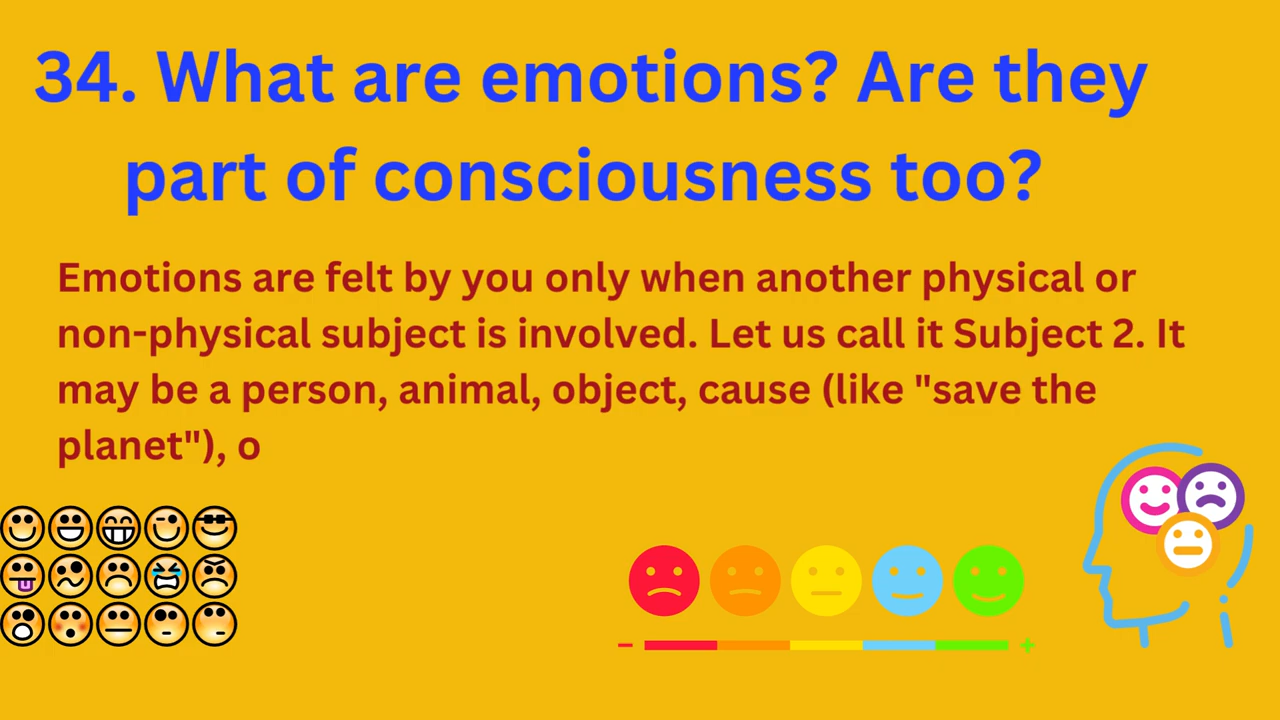 34. What are emotions? Are they
part of consciousness too?
Emotions are felt by you only when another physical or
non-physical subject is involved. Let us call it Subject 2. It
may be a person, animal, object, cause (like "save the
planet"), o
- +